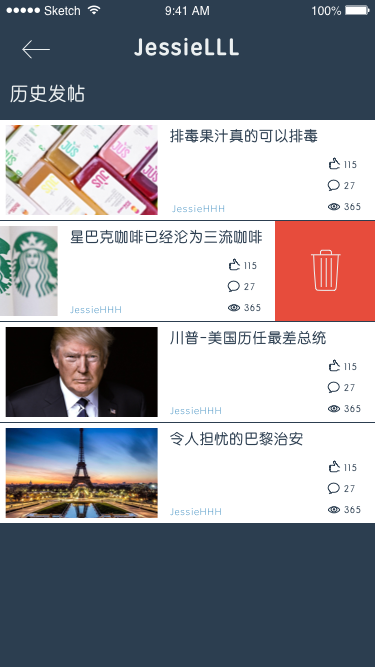 Sketch 9:41 AM 100%
JessieLLL
历史发帖
排毒果汁真的可以排毒
115
27
365
JessieHHH
星巴克咖啡已经沦为三流咖啡
115
27
365
JessieHHH
川普-美国历任最差总统
115
27
365
JessieHHH
令人担忧的巴黎治安
115
27
365
JessieHHH